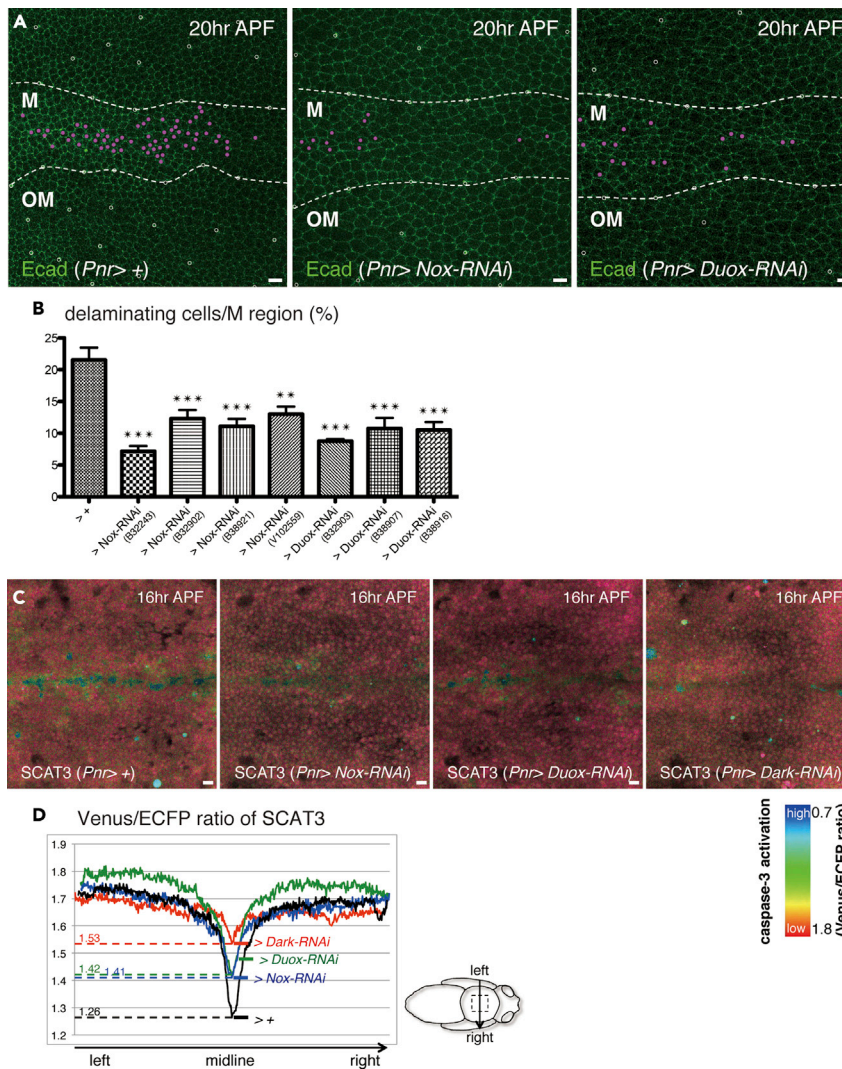 A
20hr APF
20hr APF
20hr APF
M
M
M
OM
OM
OM
Ecad (Pnr> +)
Ecad (Pnr> Nox-RNAi)
Ecad (Pnr> Duox-RNAi)
B
delaminating cells/M region (%)
25
20
15
10
5
0
*** *** *** ** *** *** ***
> +
> Nox-RNAi (B32243)
> Nox-RNAi (B32902)
> Nox-RNAi (B38921)
> Nox-RNAi (V102559)
> Duox-RNAi (B32903)
> Duox-RNAi (B38907)
> Duox-RNAi (B38916)
C
16hr APF
16hr APF
16hr APF
16hr APF
SCAT3 (Pnr> +)
SCAT3 (Pnr> Nox-RNAi)
SCAT3 (Pnr> Duox-RNAi)
SCAT3 (Pnr> Dark-RNAi)
D
Venus/ECFP ratio of SCAT3
1.9
1.8
1.7
1.6
1.5
1.4
1.3
1.2
1.53
1.42
1.41
1.26
> Dark-RNAi
> Duox-RNAi
> Nox-RNAi
> +
left
midline
right
caspase-3 activation
high
low
0.7
1.8
(Venus/ECFP ratio)
left
right